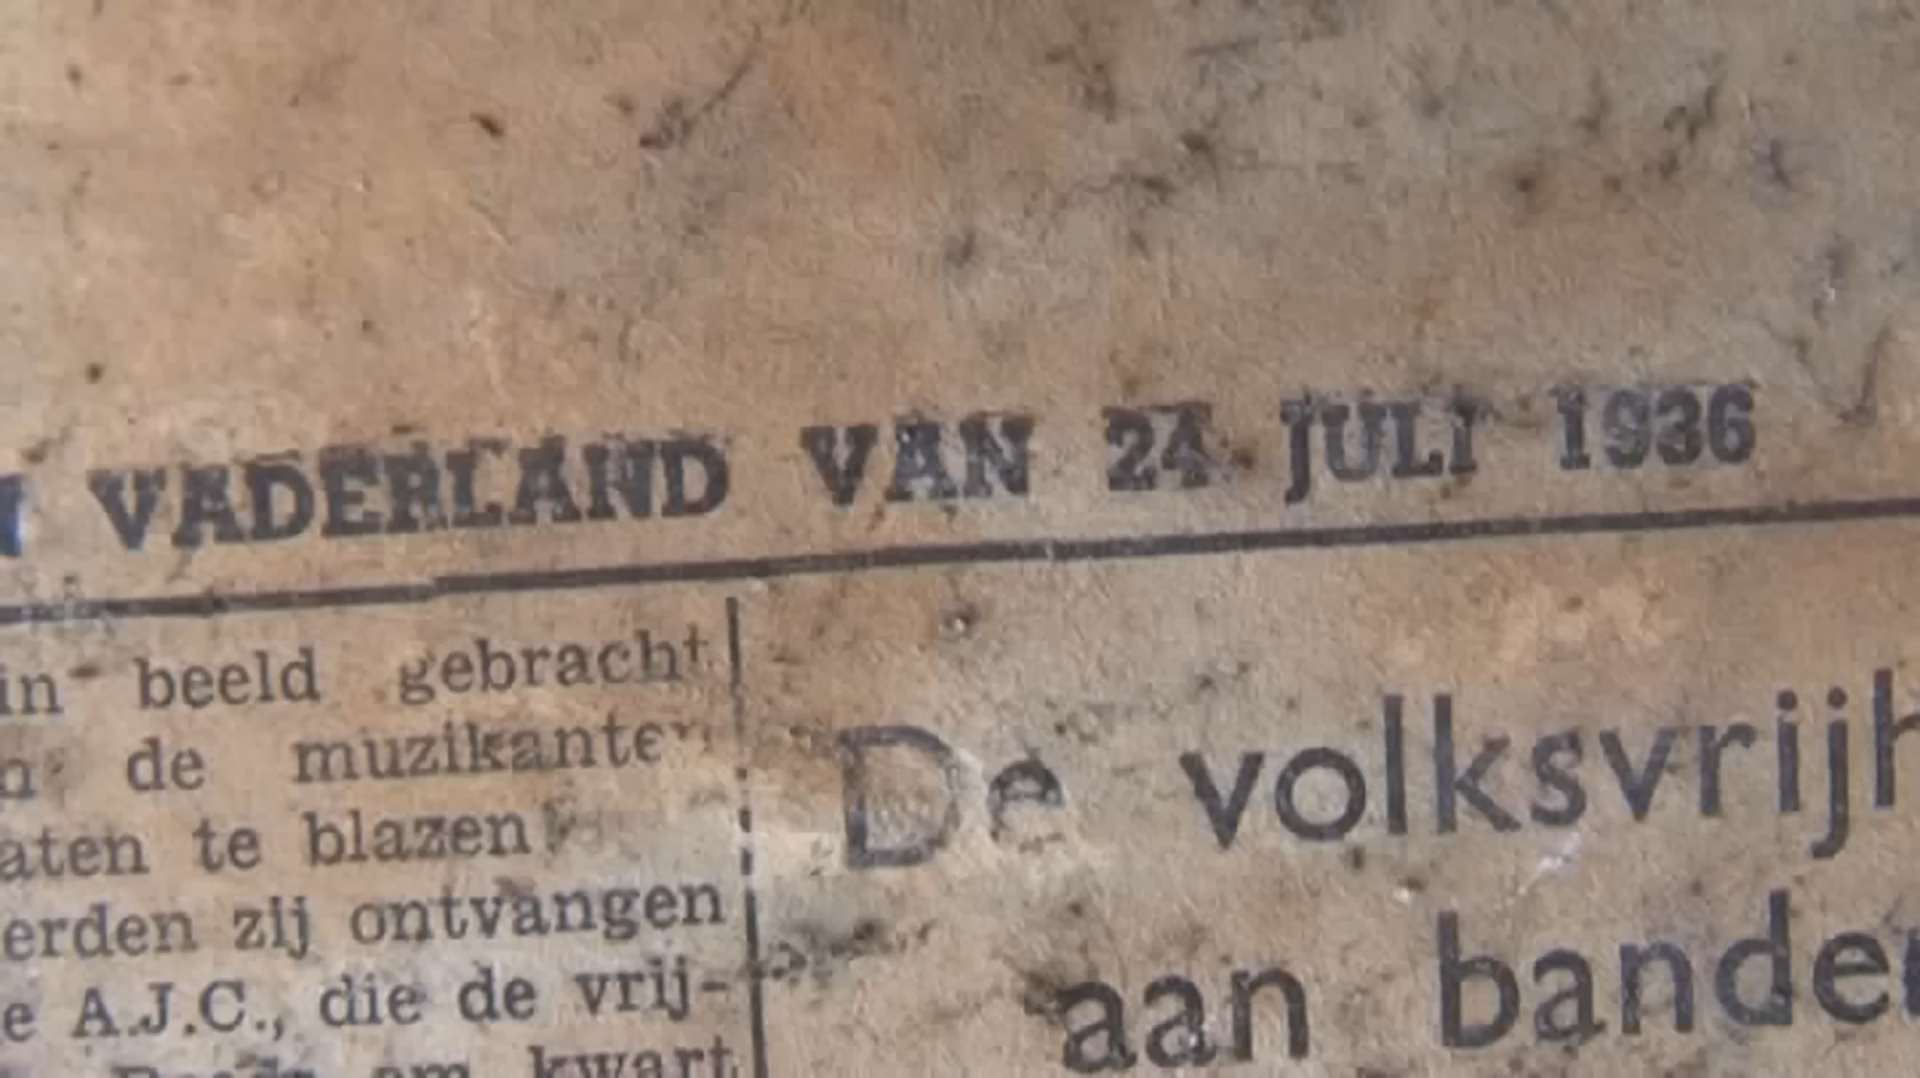 VADERLAND VAN 24 JULI 1936
in beeld gebracht
de muzikanten
aten te blazen
erden zij ontvangen
e A.J.C., die de vrij-
om kwart
De volksvrijh
aan banden